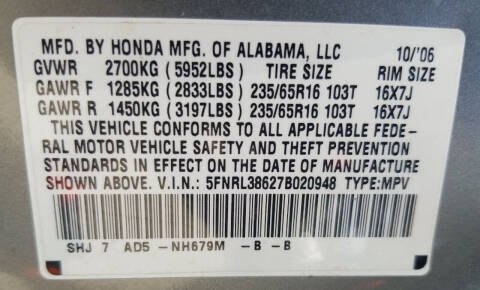 MFD. BY HONDA MFG. OF ALABAMA, LLC 10/'06
GVWR 2700KG (5952LBS) TIRE SIZE RIM SIZE
GAWR F 1285KG (2833LBS) 235/65R16 103T 16X7J
GAWR R 1450KG (3197LBS) 235/65R16 103T 16X7J
THIS VEHICLE CONFORMS TO ALL APPLICABLE FEDE-
RAL MOTOR VEHICLE SAFETY AND THEFT PREVENTION
STANDARDS IN EFFECT ON THE DATE OF MANUFACTURE
SHOWN ABOVE. V.I.N.: 5FNRL38627B020948 TYPE:MPV
SHJ 7 AD5 -NH679M -B -B